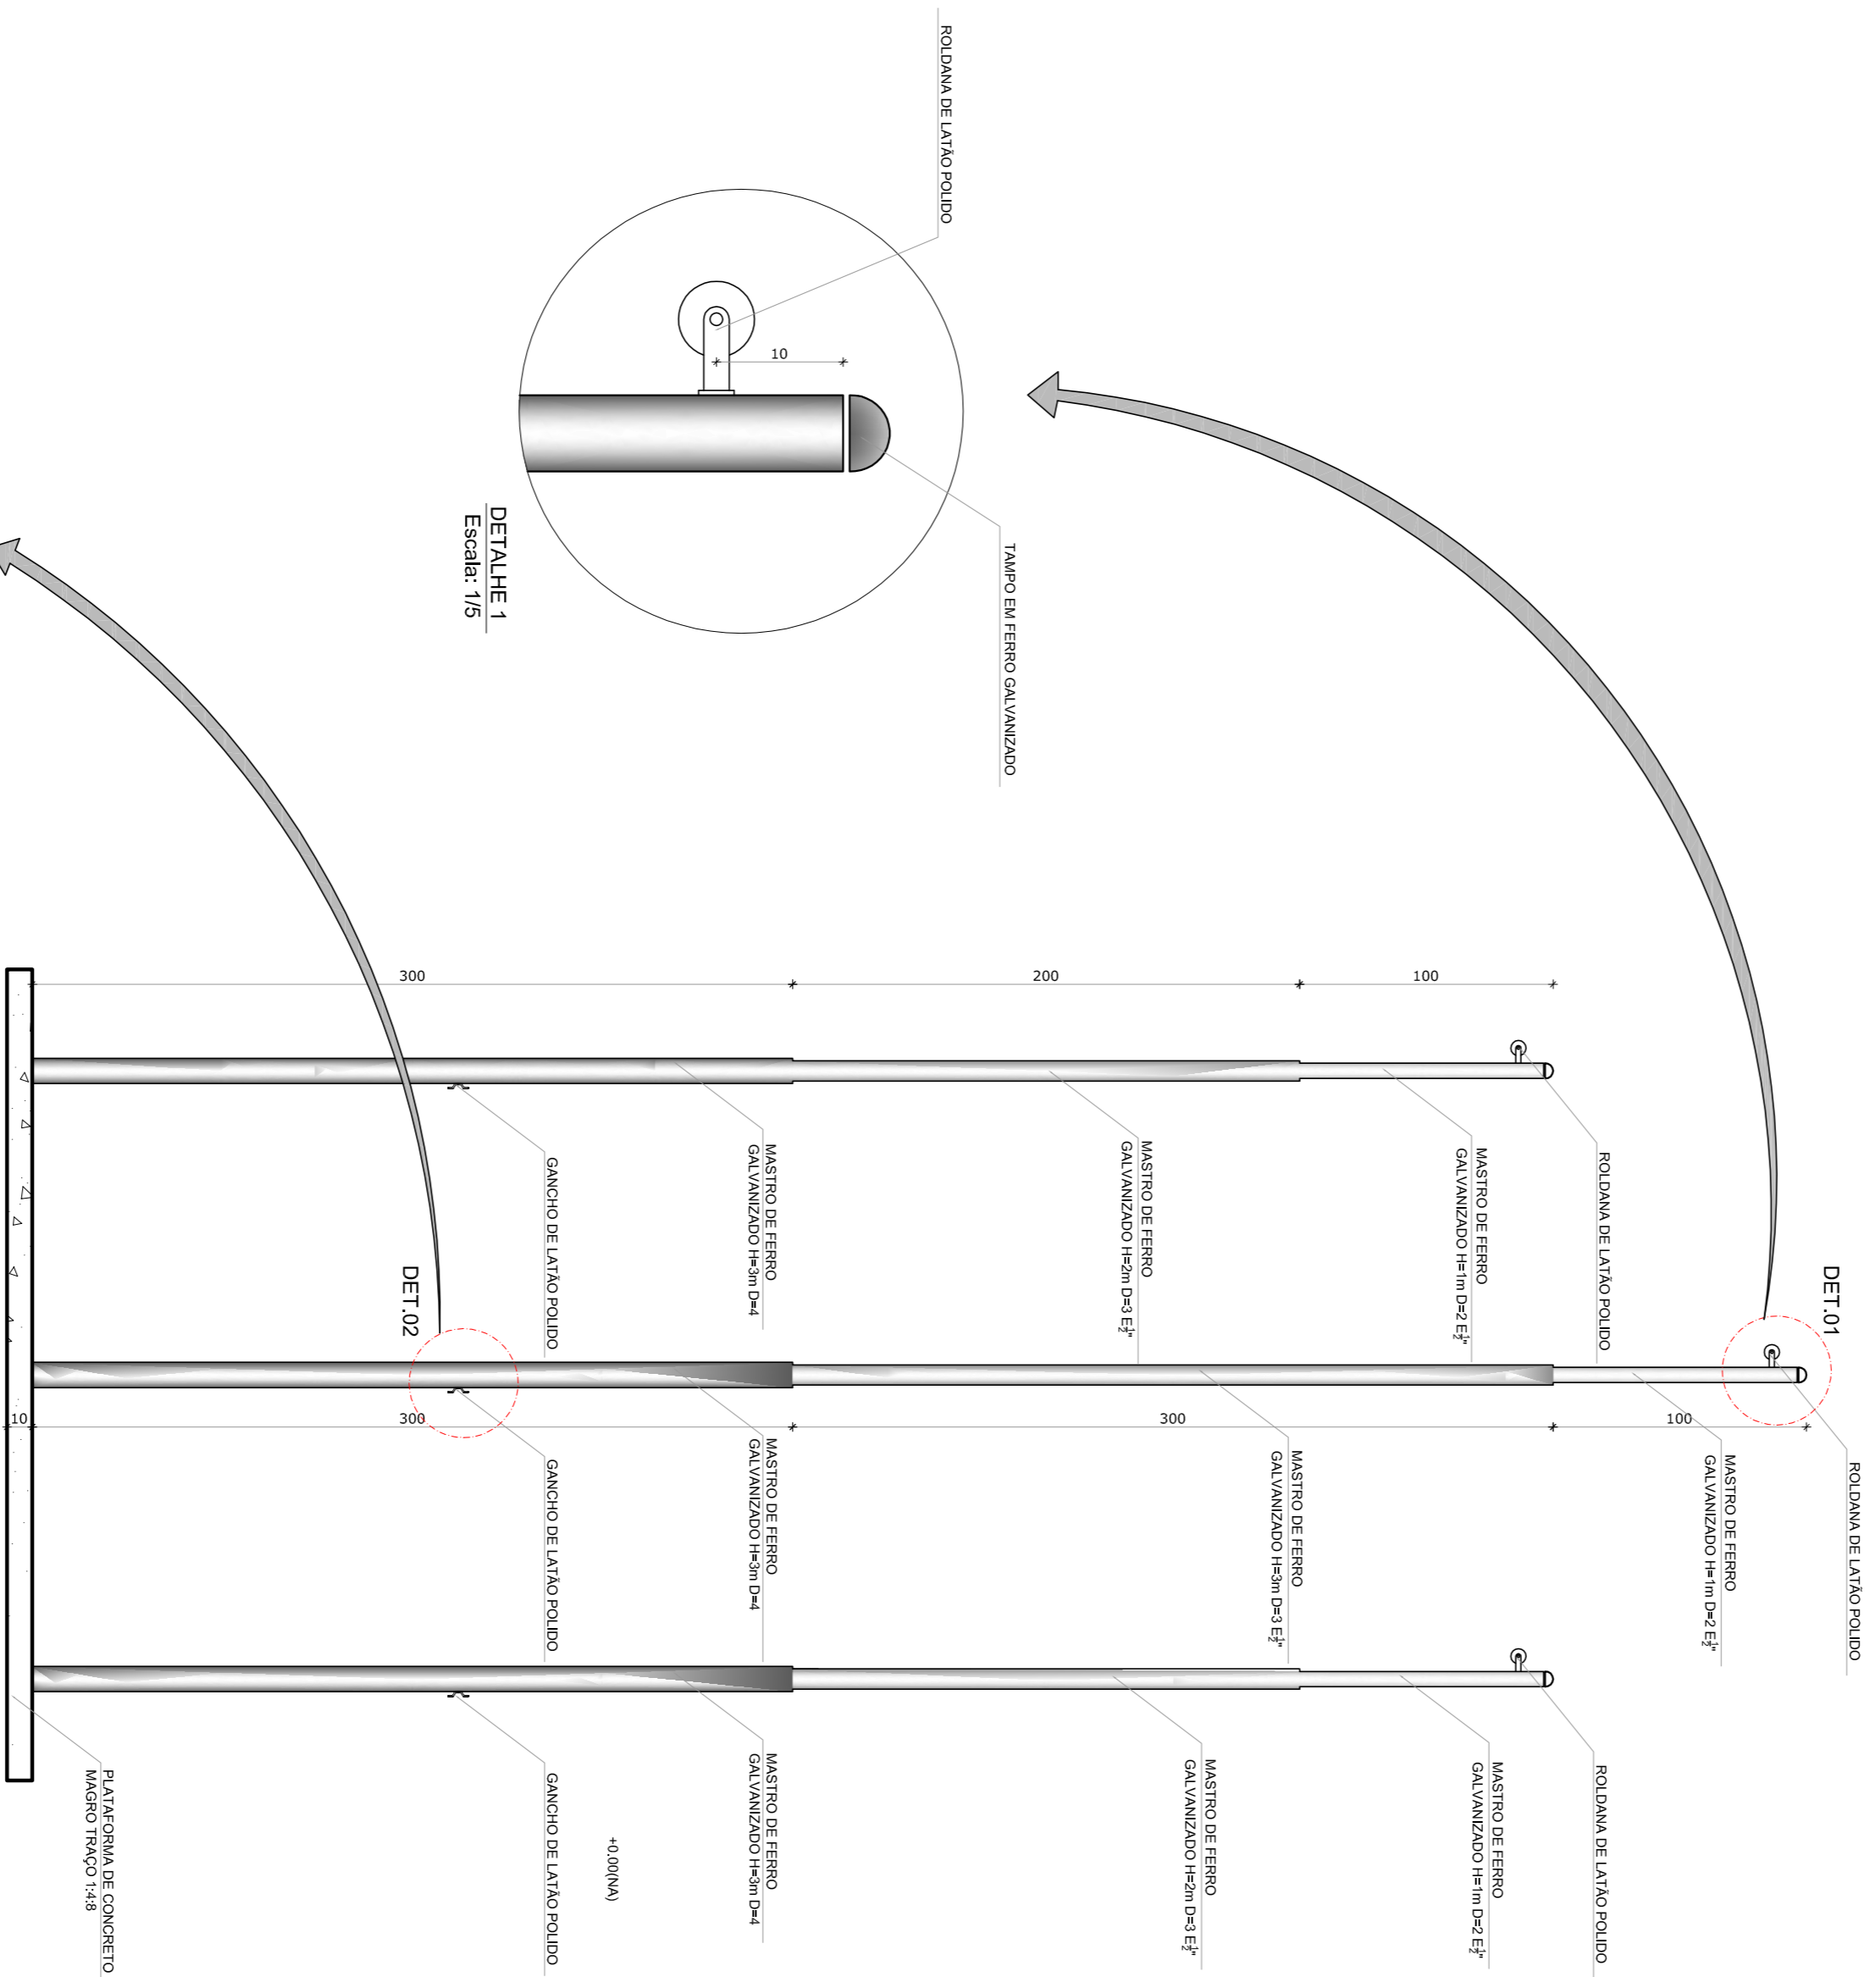 DET.01
ROLDANA DE LATÃO POLIDO
MASTRO DE FERRO
GALVANIZADO H=1m D=2 E1/2"
ROLDANA DE LATÃO POLIDO
MASTRO DE FERRO
GALVANIZADO H=1m D=2 E1/2"
ROLDANA DE LATÃO POLIDO
MASTRO DE FERRO
GALVANIZADO H=1m D=2 E1/2"
100
100
MASTRO DE FERRO
GALVANIZADO H=2m D=3 E1/2"
MASTRO DE FERRO
GALVANIZADO H=3m D=3 E1/2"
MASTRO DE FERRO
GALVANIZADO H=2m D=3 E1/2"
200
300
MASTRO DE FERRO
GALVANIZADO H=3m D=4
MASTRO DE FERRO
GALVANIZADO H=3m D=4
MASTRO DE FERRO
GALVANIZADO H=3m D=4
+0.00(NA)
GANCHO DE LATÃO POLIDO
GANCHO DE LATÃO POLIDO
GANCHO DE LATÃO POLIDO
DET.02
300
300
10
PLATAFORMA DE CONCRETO
MAGRO TRAÇO 1:4:8
TAMPO EM FERRO GALVANIZADO
ROLDANA DE LATÃO POLIDO
10
DETALHE 1
Escala: 1/5